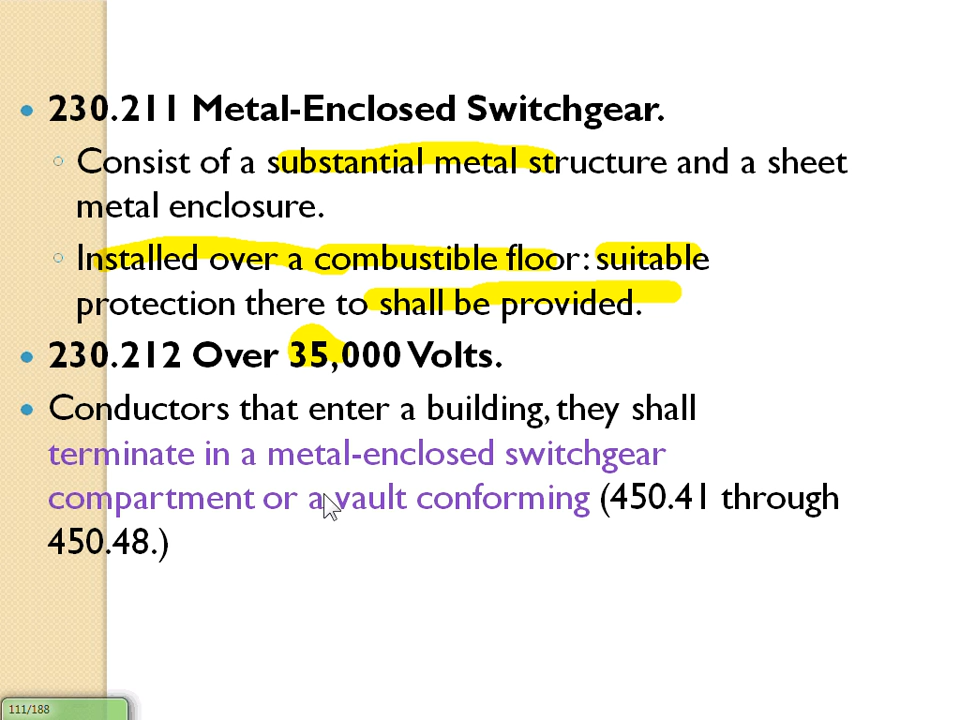 230.211 Metal-Enclosed Switchgear.
Consist of a substantial metal structure and a sheet
metal enclosure.
Installed over a combustible floor: suitable
protection there to shall be provided.
230.212 Over 35,000 Volts.
Conductors that enter a building, they shall
terminate in a metal-enclosed switchgear
compartment or a vault conforming (450.41 through
450.48.)
111/188